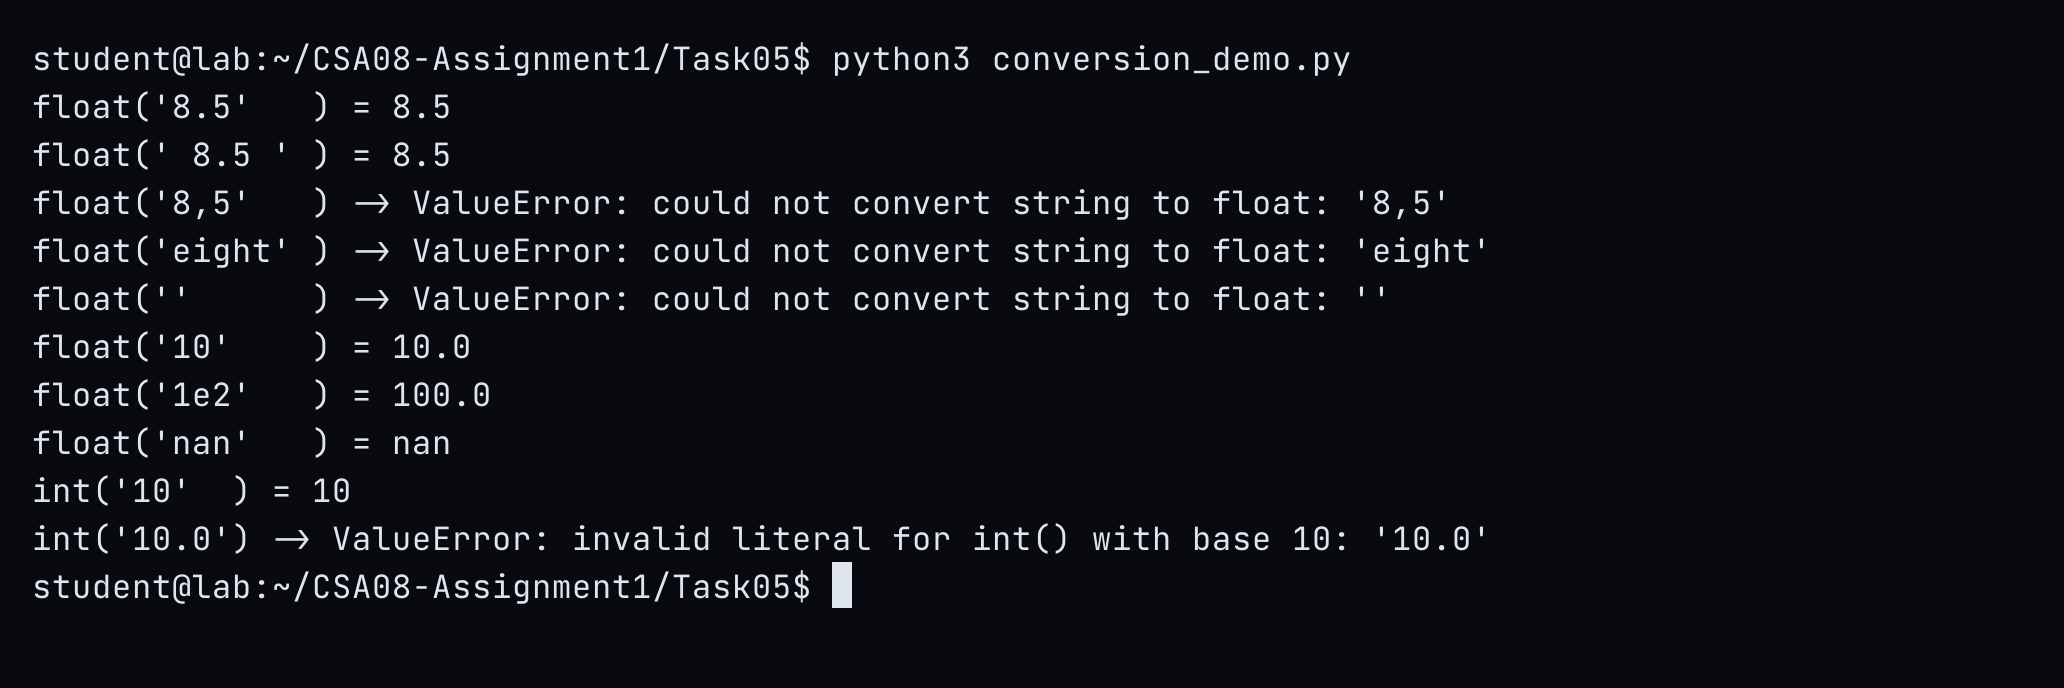 student@lab:~/CSA08-Assignment1/Task05$ python3 conversion_demo.py
float('8.5'   ) = 8.5
float(' 8.5 ' ) = 8.5
float('8,5'   ) -> ValueError: could not convert string to float: '8,5'
float('eight' ) -> ValueError: could not convert string to float: 'eight'
float(''      ) -> ValueError: could not convert string to float: ''
float('10'    ) = 10.0
float('1e2'   ) = 100.0
float('nan'   ) = nan
int('10'  ) = 10
int('10.0') -> ValueError: invalid literal for int() with base 10: '10.0'
student@lab:~/CSA08-Assignment1/Task05$